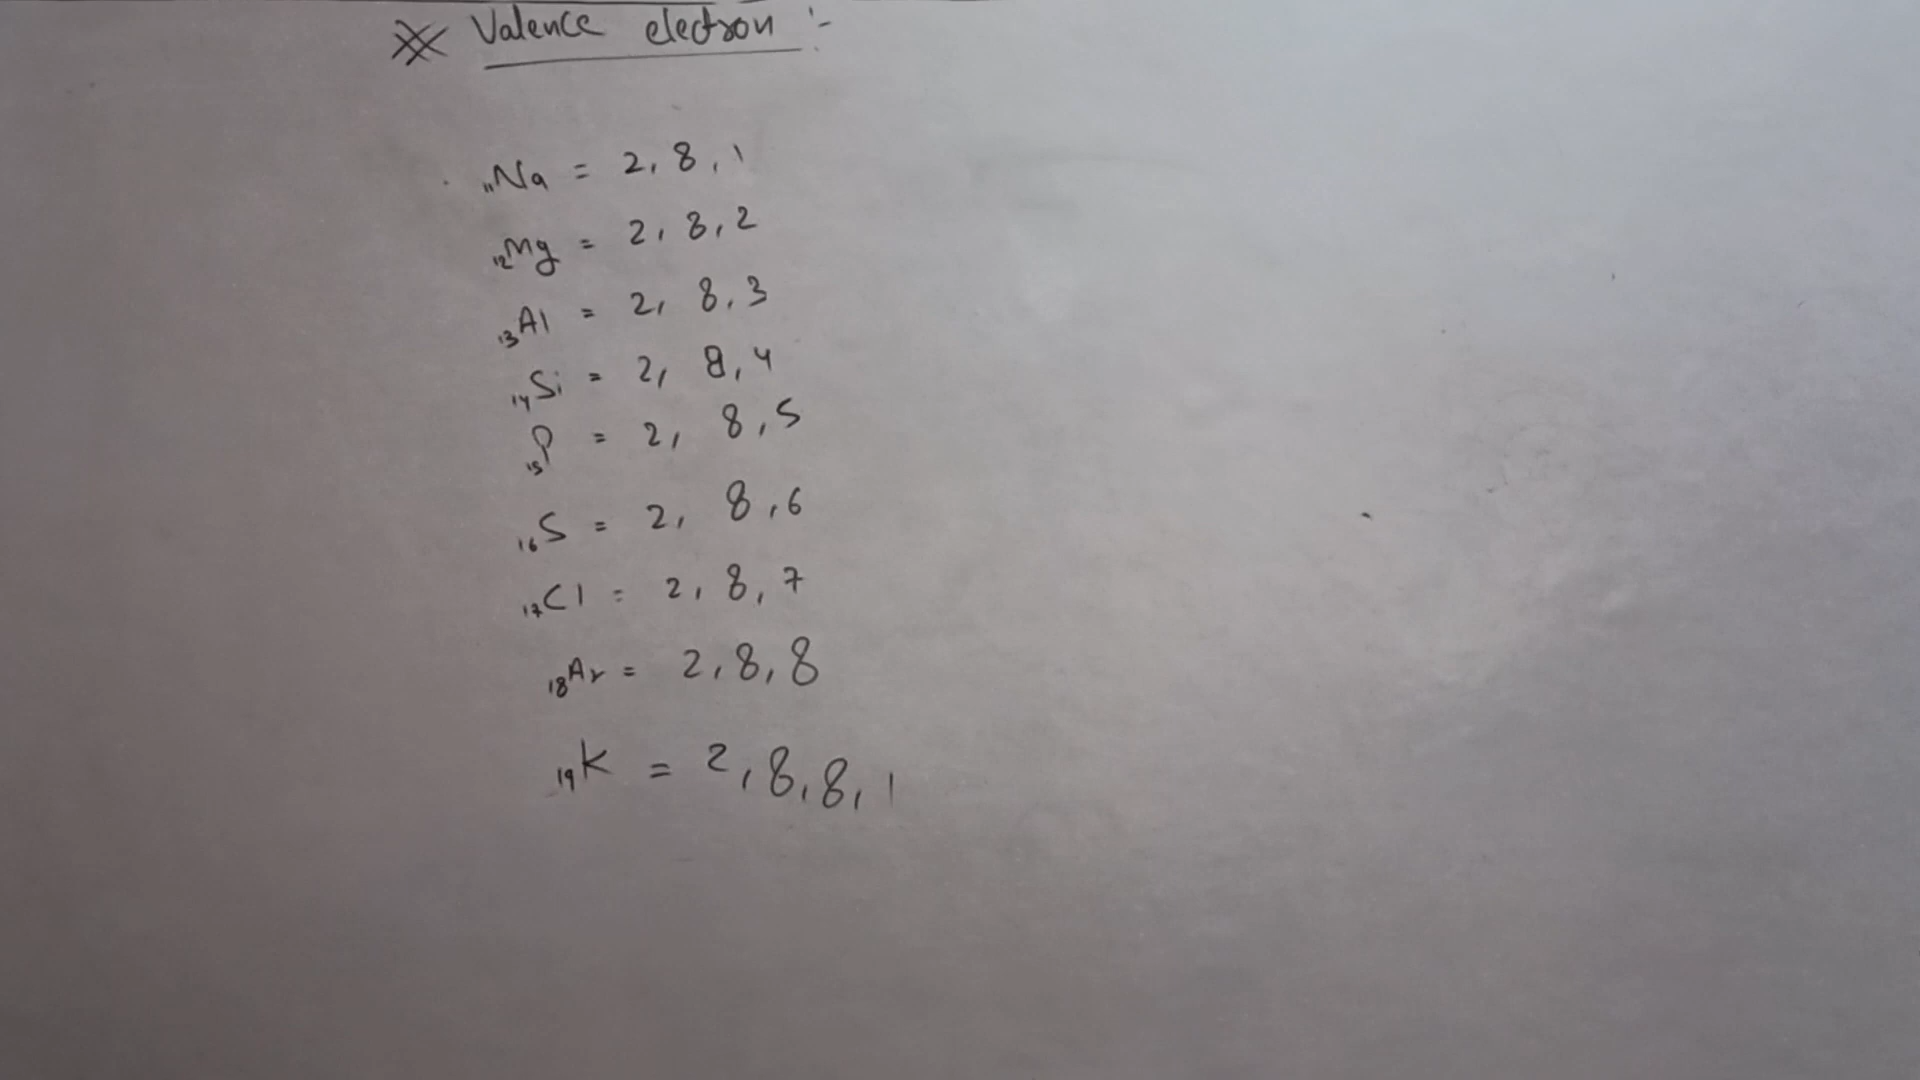 ※ Valence electron :-
₁₁Na = 2, 8, 1
₁₂Mg = 2, 8, 2
₁₃Al = 2, 8, 3
₁₄Si = 2, 8, 4
₁₅P = 2, 8, 5
₁₆S = 2, 8, 6
₁₇Cl = 2, 8, 7
₁₈Ar = 2, 8, 8
₁₉K = 2, 8, 8, 1